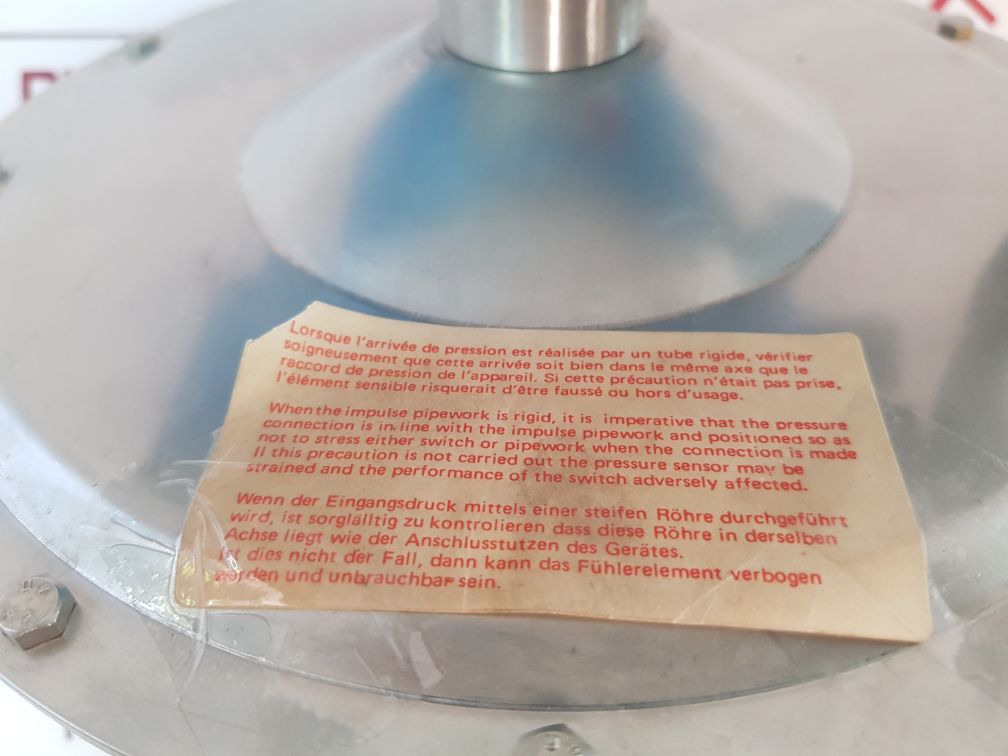 Lorsque l'arrivée de pression est réalisée par un tube rigide, vérifier
soigneusement que cette arrivée soit bien dans le même axe que le
raccord de pression de l'appareil. Si cette précaution n'était pas prise,
l'élément sensible risquerait d'être faussé ou hors d'usage.
When the impulse pipework is rigid, it is imperative that the pressure
connection is in line with the impulse pipework and positioned so as
not to stress either switch or pipework when the connection is made
II this precaution is not carried out the pressure sensor may be
strained and the performance of the switch adversely affected.
Wenn der Eingangsdruck mittels einer steifen Röhre durchgeführt
wird, ist sorglälltig zu kontrolieren dass diese Röhre in derselben
Achse liegt wie der Anschlusstutzen des Gerätes.
Ist dies nicht der Fall, dann kann das Fühlerelement verbogen
werden und unbrauchbar sein.